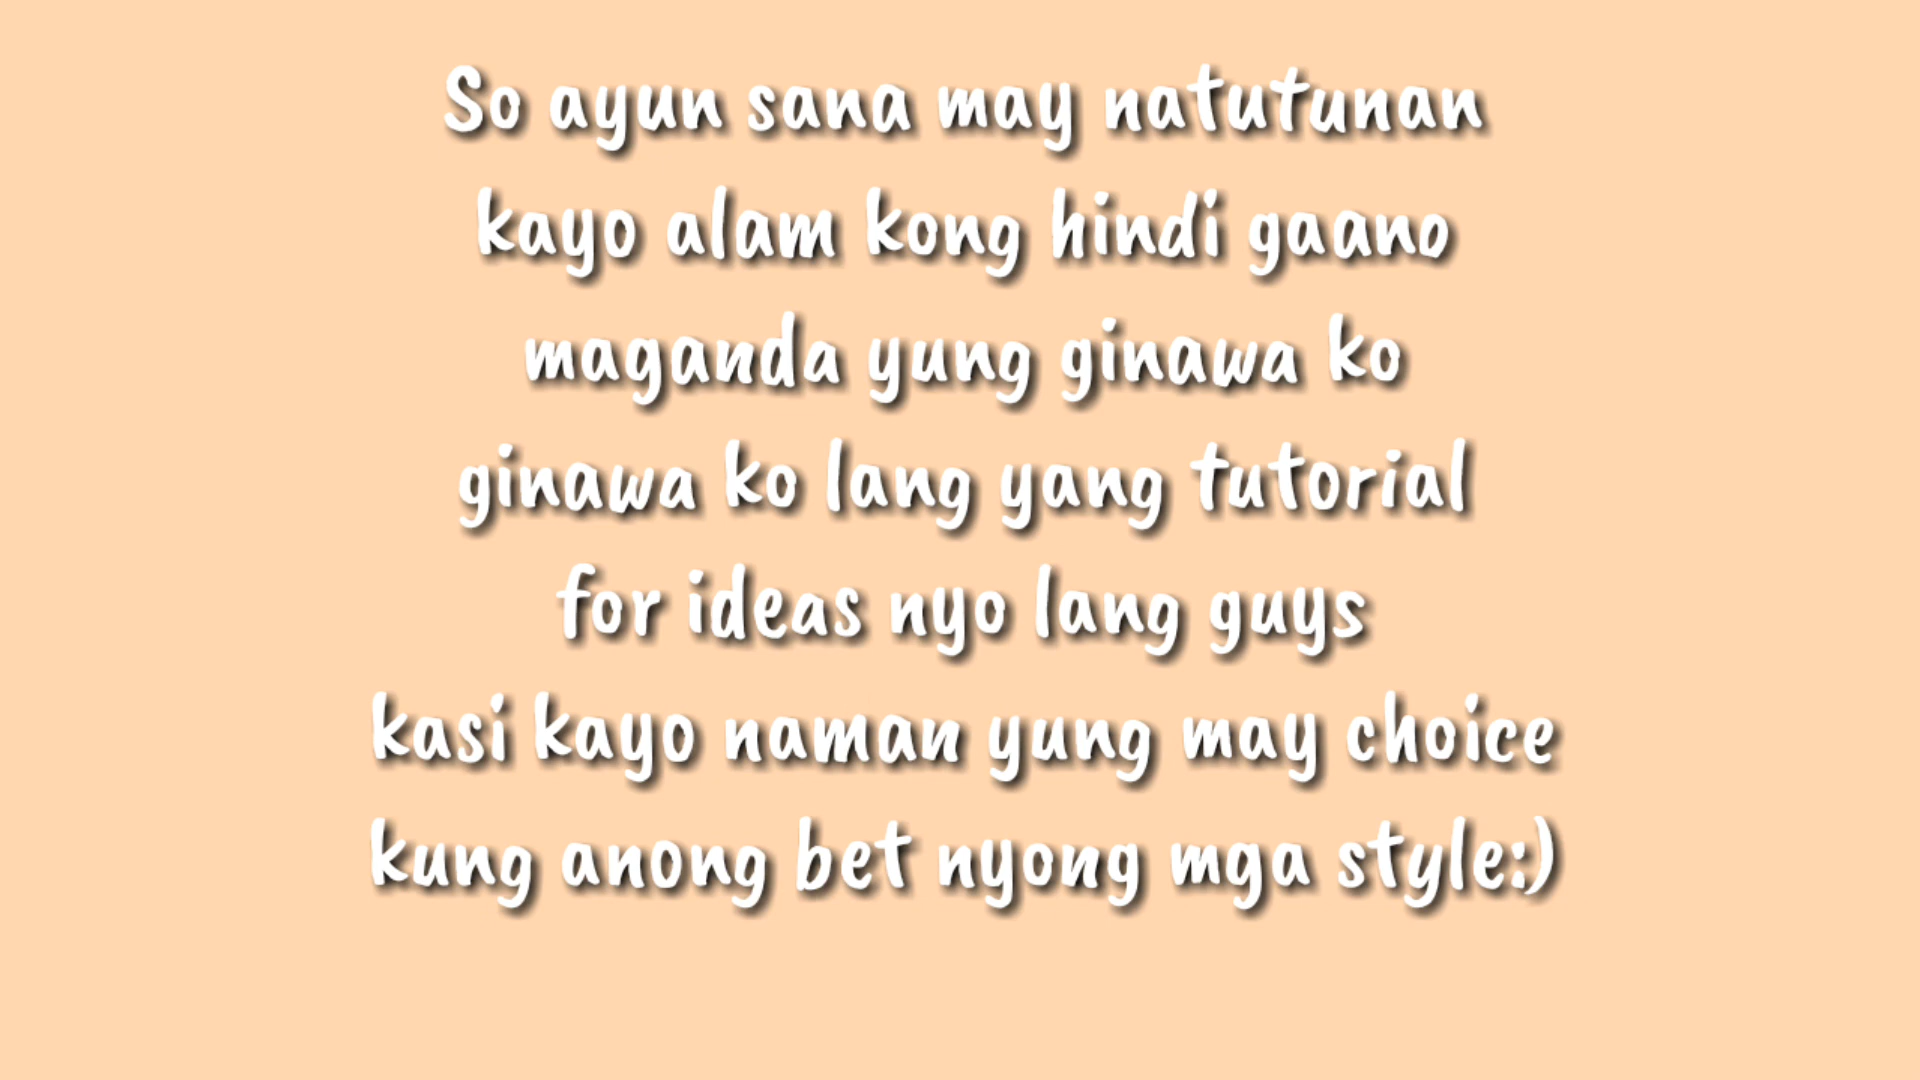 So ayun sana may natutunan
kayo alam kong hindi gaano
maganda yung ginawa ko
ginawa ko lang yang tutorial
for ideas nyo lang guys
kasi kayo naman yung may choice
kung anong bet nyong mga style:)